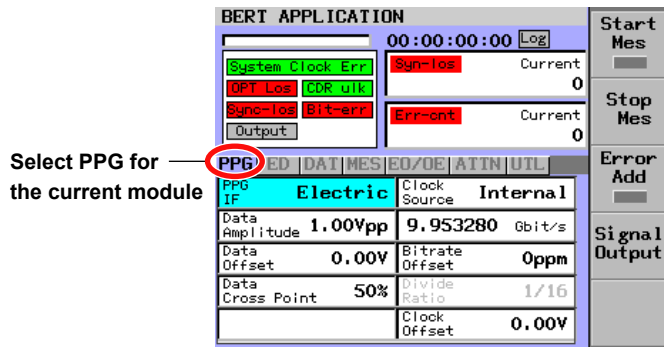 BERT APPLICATION
00:00:00:00 Log
System Clock Err
OPT Los CDR ulk
Sync-los Bit-err
Output
Syn-los Current
0
Err-cnt Current
0
Select PPG for
the current module
PPG ED DAT MES EO/OE ATTN UTL
PPG IF Electric Clock Source Internal
Data Amplitude 1.00Vpp 9.953280 Gbit/s
Data Offset 0.00V Bitrate Offset 0ppm
Data Cross Point 50% Divide Ratio 1/16
Clock Offset 0.00V
Start
Mes
Stop
Mes
Error
Add
Signal
Output